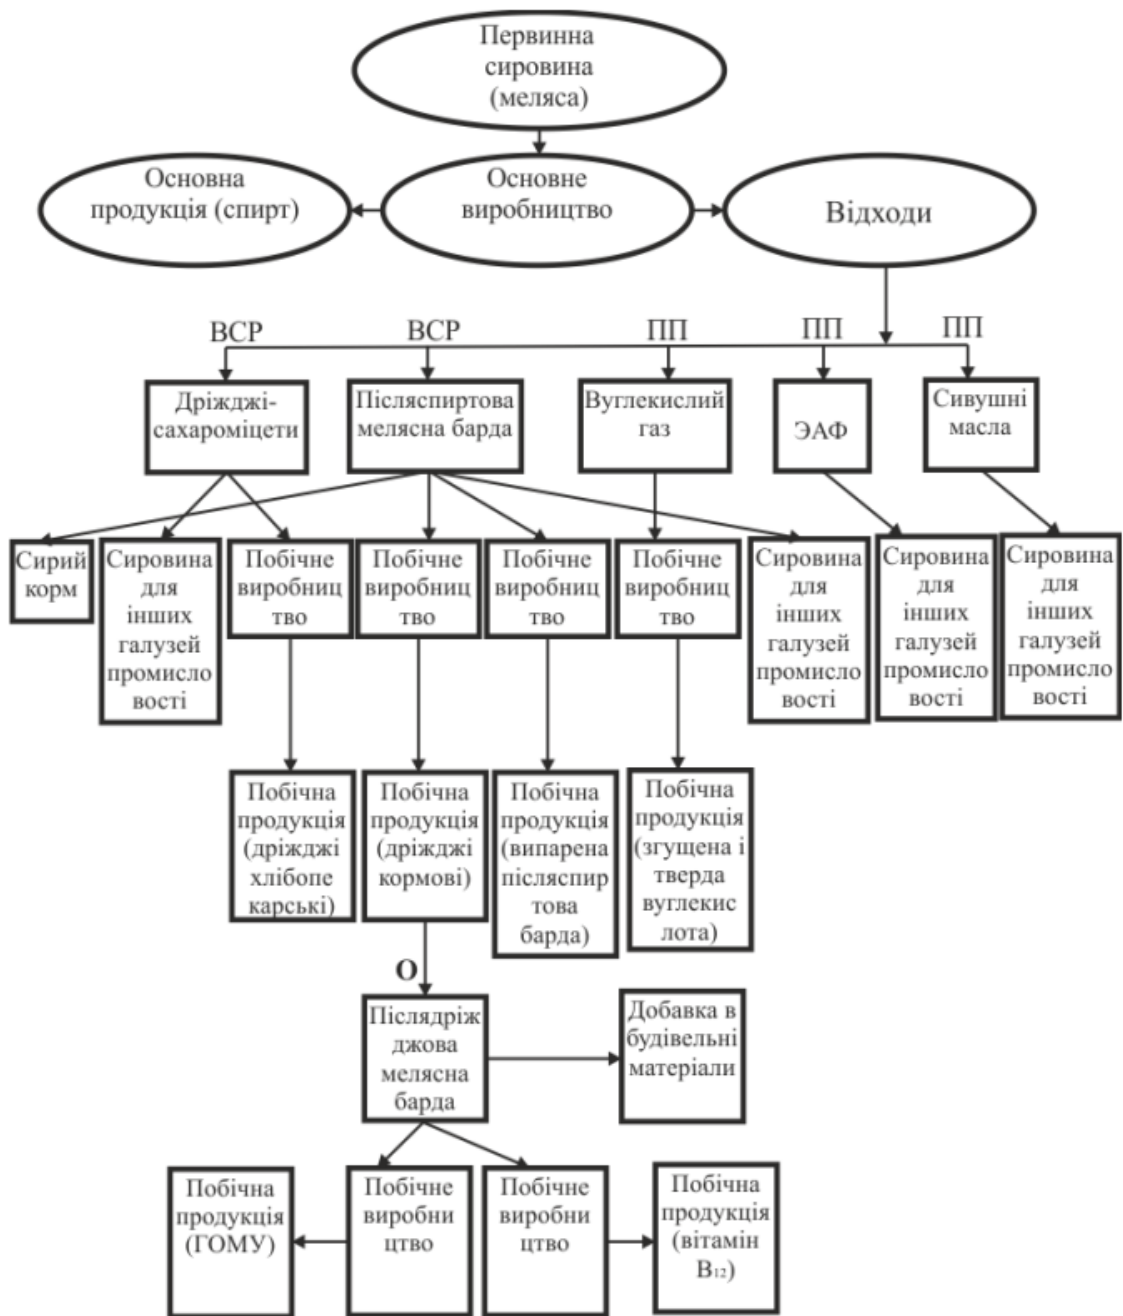 Первинна
сировина
(меляса)
Основна
продукція (спирт)
Основне
виробництво
Відходи
ВСР
ВСР
ПП
ПП
ПП
Дріжджі-
сахароміцети
Післяспиртова
мелясна барда
Вуглекислий
газ
ЭАФ
Сивушні
масла
Сирий
корм
Сировина
для
інших
галузей
промисло
вості
Побічне
виробниц
тво
Побічне
виробниц
тво
Побічне
виробниц
тво
Побічне
виробниц
тво
Сировина
для
інших
галузей
промисло
вості
Сировина
для
інших
галузей
промисло
вості
Сировина
для
інших
галузей
промисло
вості
Побічна
продукція
(дріжджі
хлібопе
карські)
Побічна
продукція
(дріжджі
кормові)
Побічна
продукція
(випарена
післяспир
това
барда)
Побічна
продукція
(згущена і
тверда
вуглекис
лота)
О
Післядріж
джова
мелясна
барда
Добавка в
будівельні
матеріали
Побічна
продукція
(ГОМУ)
Побічне
виробни
цтво
Побічне
виробни
цтво
Побічна
продукція
(вітамін
В₁₂)